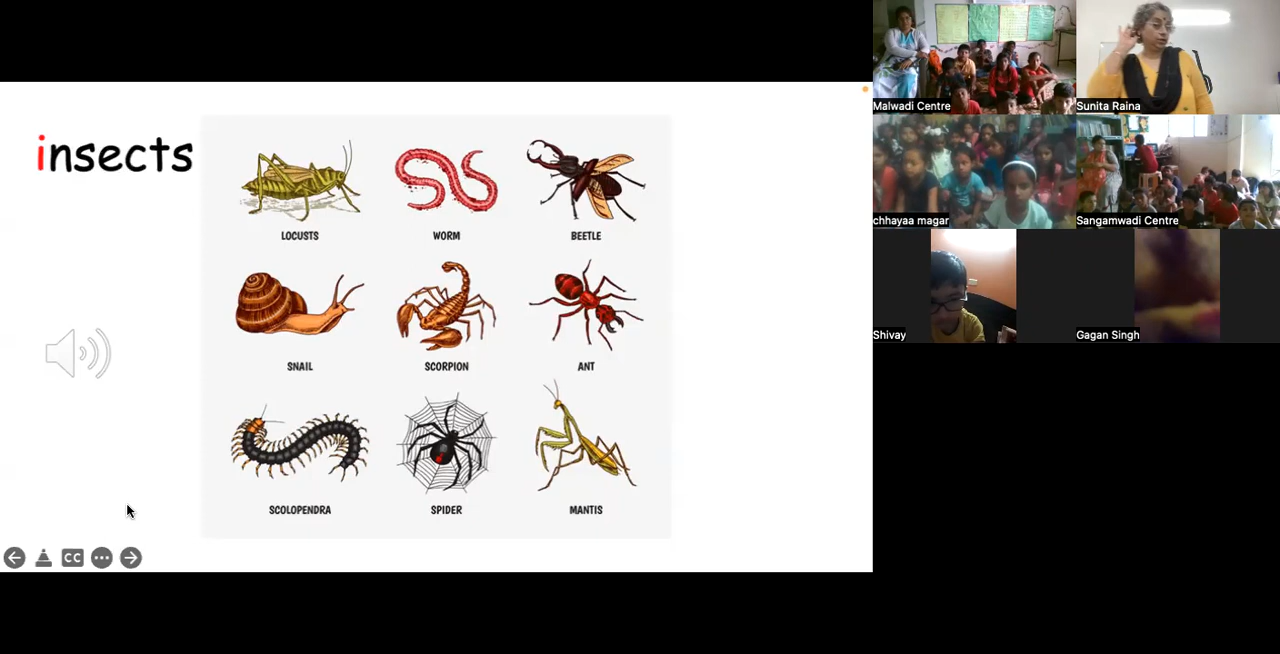 insects
LOCUSTS
WORM
BEETLE
SNAIL
SCORPION
ANT
SCOLOPENDRA
SPIDER
MANTIS
CC
Malwadi Centre
Sunita Raina
chhayaa magar
Sangamwadi Centre
Shivay
Gagan Singh